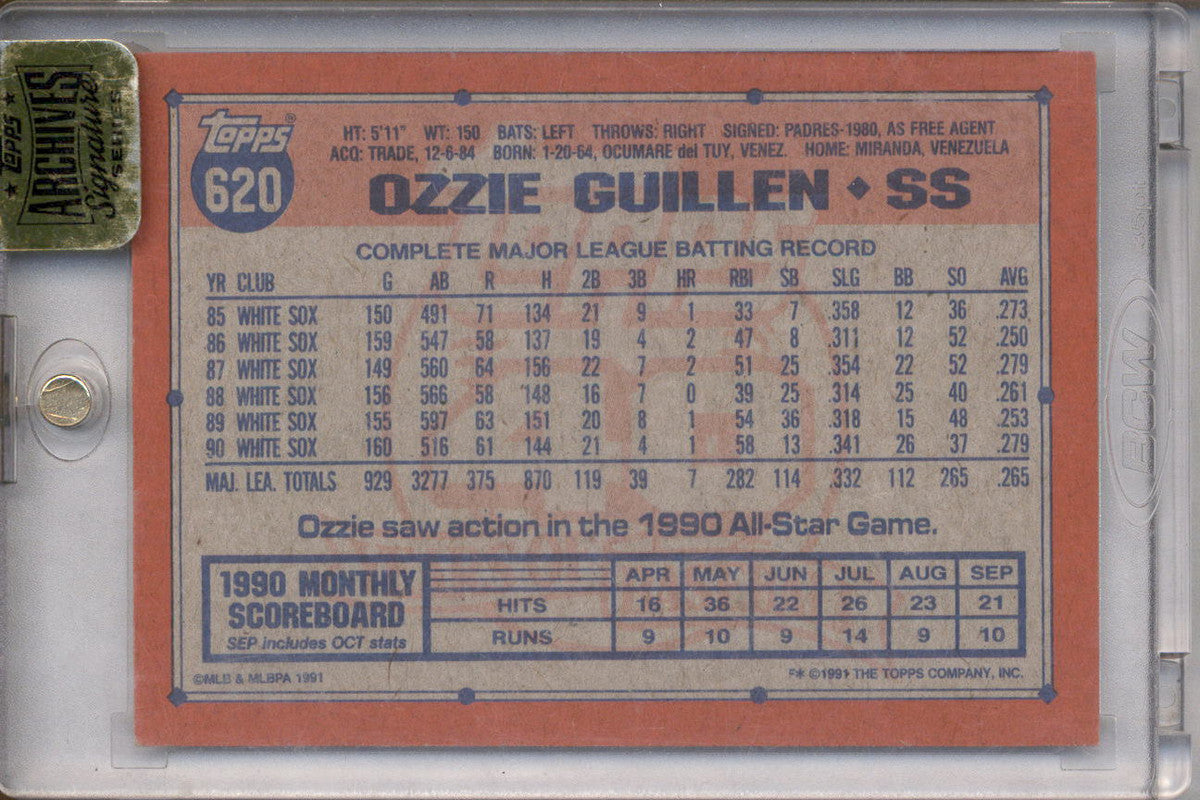 Topps
ARCHIVES
Signature
SERIES
Topps®
620
HT: 5'11" WT: 150 BATS: LEFT THROWS: RIGHT SIGNED: PADRES-1980, AS FREE AGENT
ACQ: TRADE, 12-6-84 BORN: 1-20-64, OCUMARE del TUY, VENEZ. HOME: MIRANDA, VENEZUELA
OZZIE GUILLEN ◆ SS
COMPLETE MAJOR LEAGUE BATTING RECORD
YR CLUB G AB R H 2B 3B HR RBI SB SLG BB SO AVG
85 WHITE SOX 150 491 71 134 21 9 1 33 7 .358 12 36 .273
86 WHITE SOX 159 547 58 137 19 4 2 47 8 .311 12 52 .250
87 WHITE SOX 149 560 64 156 22 7 2 51 25 .354 22 52 .279
88 WHITE SOX 156 566 58 148 16 7 0 39 25 .314 25 40 .261
89 WHITE SOX 155 597 63 151 20 8 1 54 36 .318 15 48 .253
90 WHITE SOX 160 516 61 144 21 4 1 58 13 .341 26 37 .279
MAJ. LEA. TOTALS 929 3277 375 870 119 39 7 282 114 .332 112 265 .265
Ozzie saw action in the 1990 All-Star Game.
1990 MONTHLY SCOREBOARD
SEP includes OCT stats
APR MAY JUN JUL AUG SEP
HITS 16 36 22 26 23 21
RUNS 9 10 9 14 9 10
©MLB & MLBPA 1991
F* ©1991 THE TOPPS COMPANY, INC.
BCW